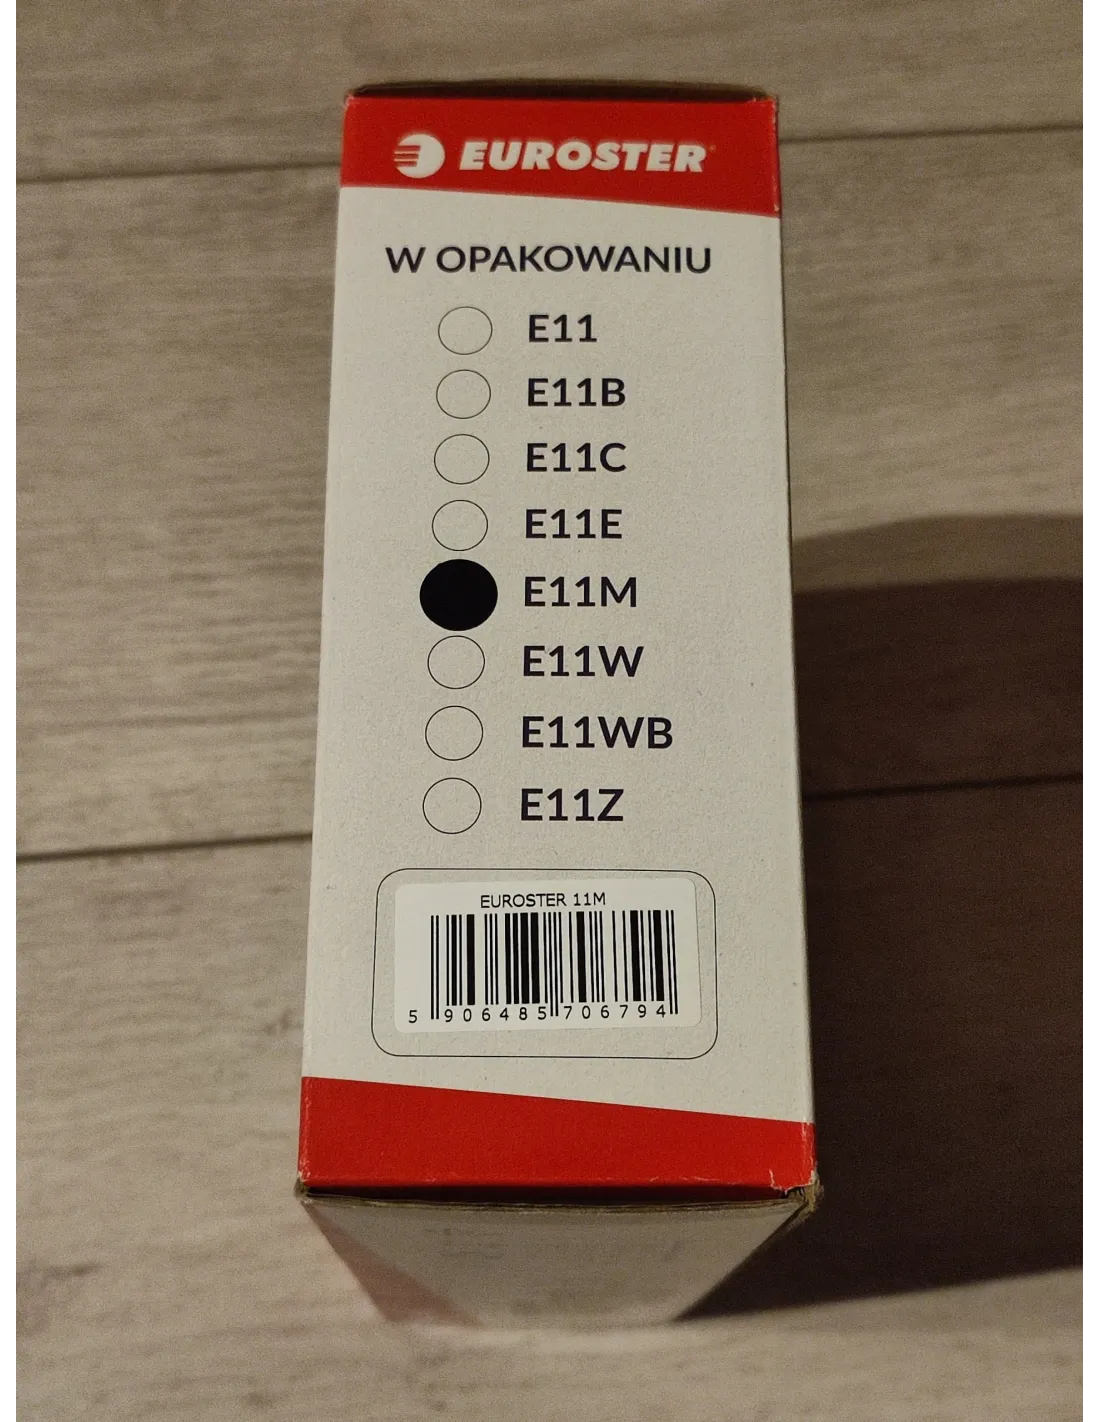 EUROSTER
W OPAKOWANIU
E11
E11B
E11C
E11E
E11M
E11W
E11WB
E11Z
EUROSTER 11M
5 906485 706794